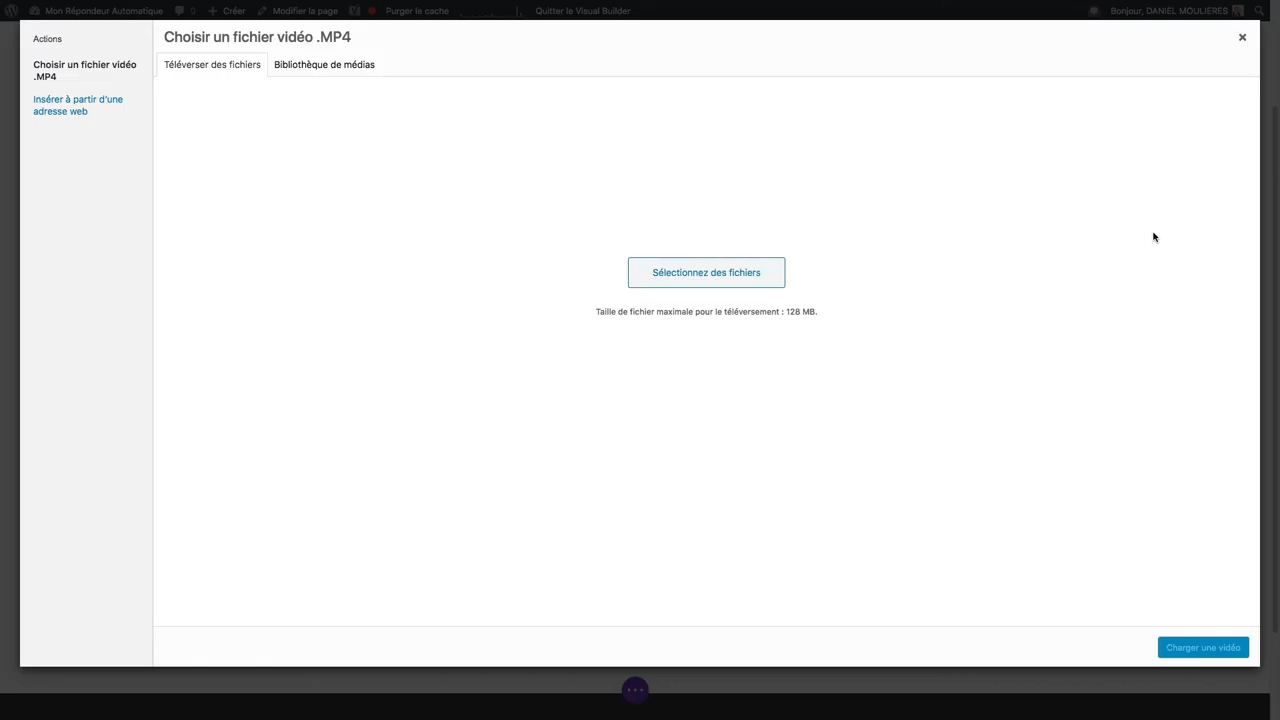 Mon Répondeur Automatique 0 Créer Modifier la page Purger le cache Quitter le Visual Builder Bonjour, DANIEL MOULIERES
Actions
Choisir un fichier vidéo
.MP4
Insérer à partir d'une
adresse web
Choisir un fichier vidéo .MP4
Téléverser des fichiers Bibliothèque de médias
Sélectionnez des fichiers
Taille de fichier maximale pour le téléversement : 128 MB.
Charger une vidéo